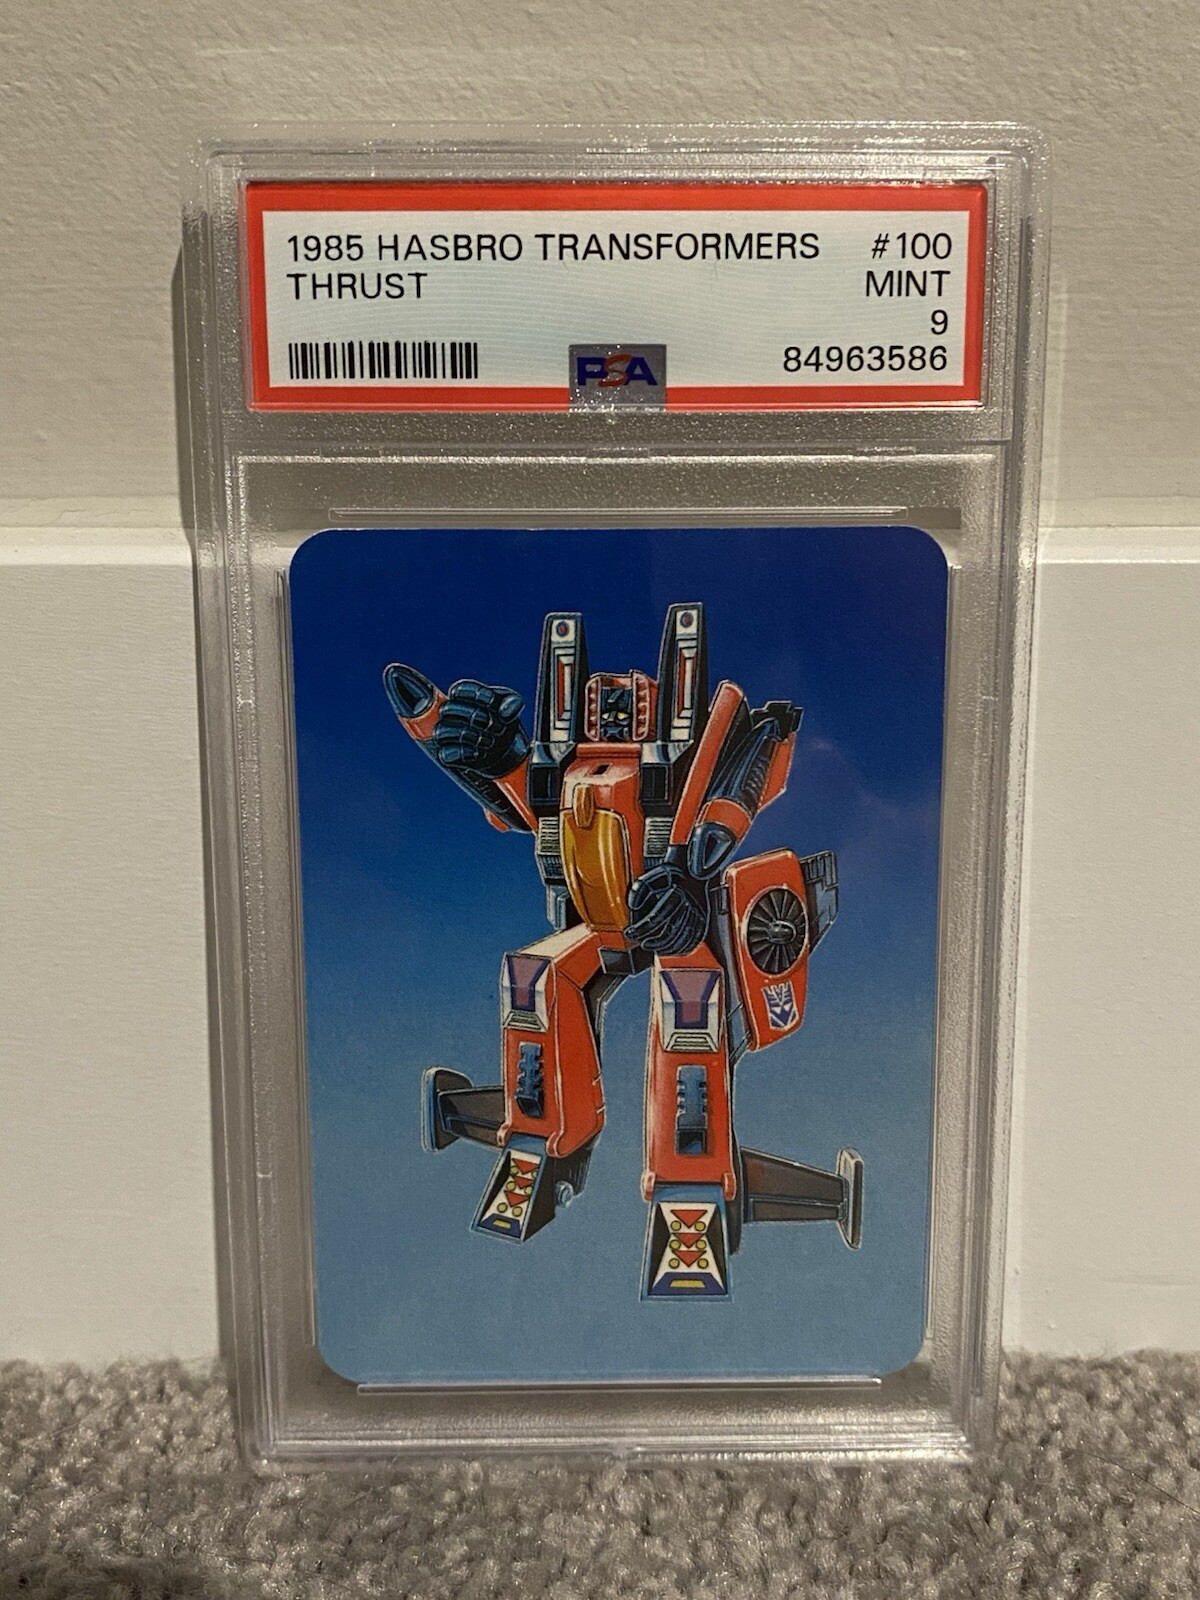 1985 HASBRO TRANSFORMERS #100
THRUST MINT
9
PSA 84963586